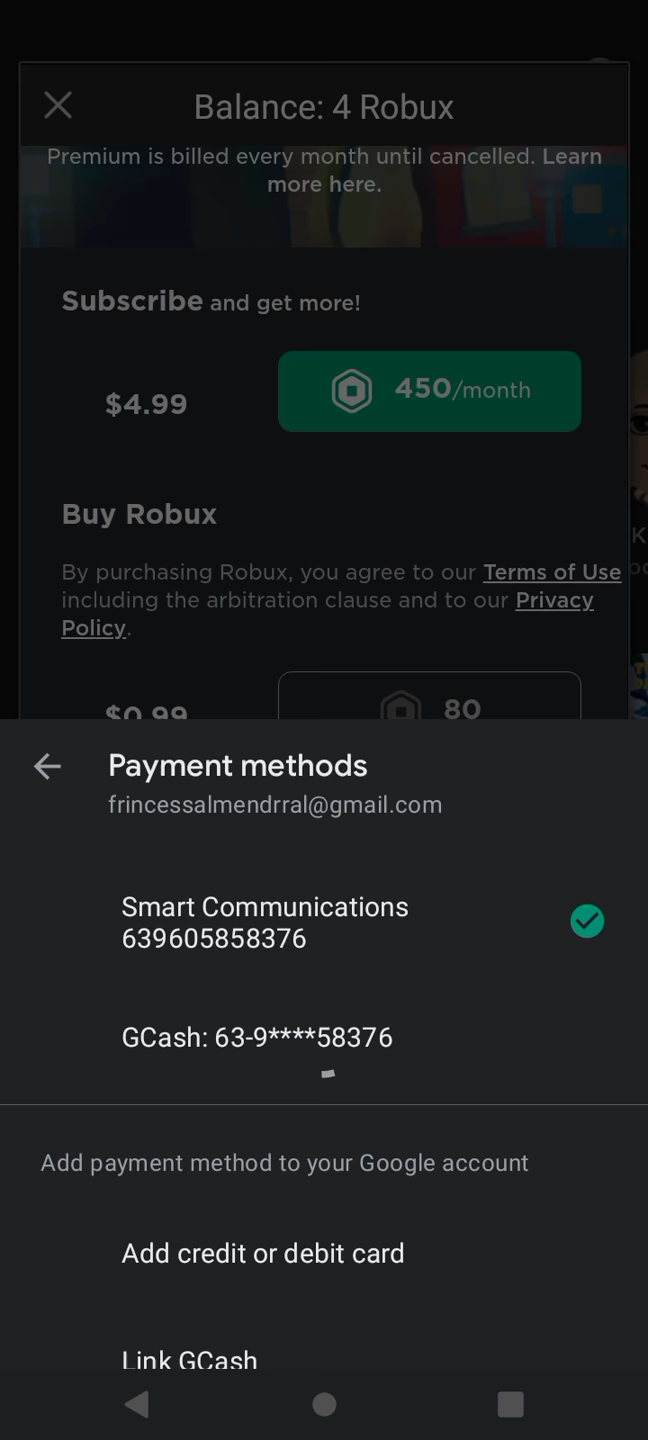 Balance: 4 Robux
Premium is billed every month until cancelled. Learn
more here.
Subscribe and get more!
$4.99
450/month
Buy Robux
By purchasing Robux, you agree to our Terms of Use
including the arbitration clause and to our Privacy
Policy.
$0.99
80
Payment methods
frincessalmendrral@gmail.com
Smart Communications
639605858376
GCash: 63-9****58376
Add payment method to your Google account
Add credit or debit card
Link GCash